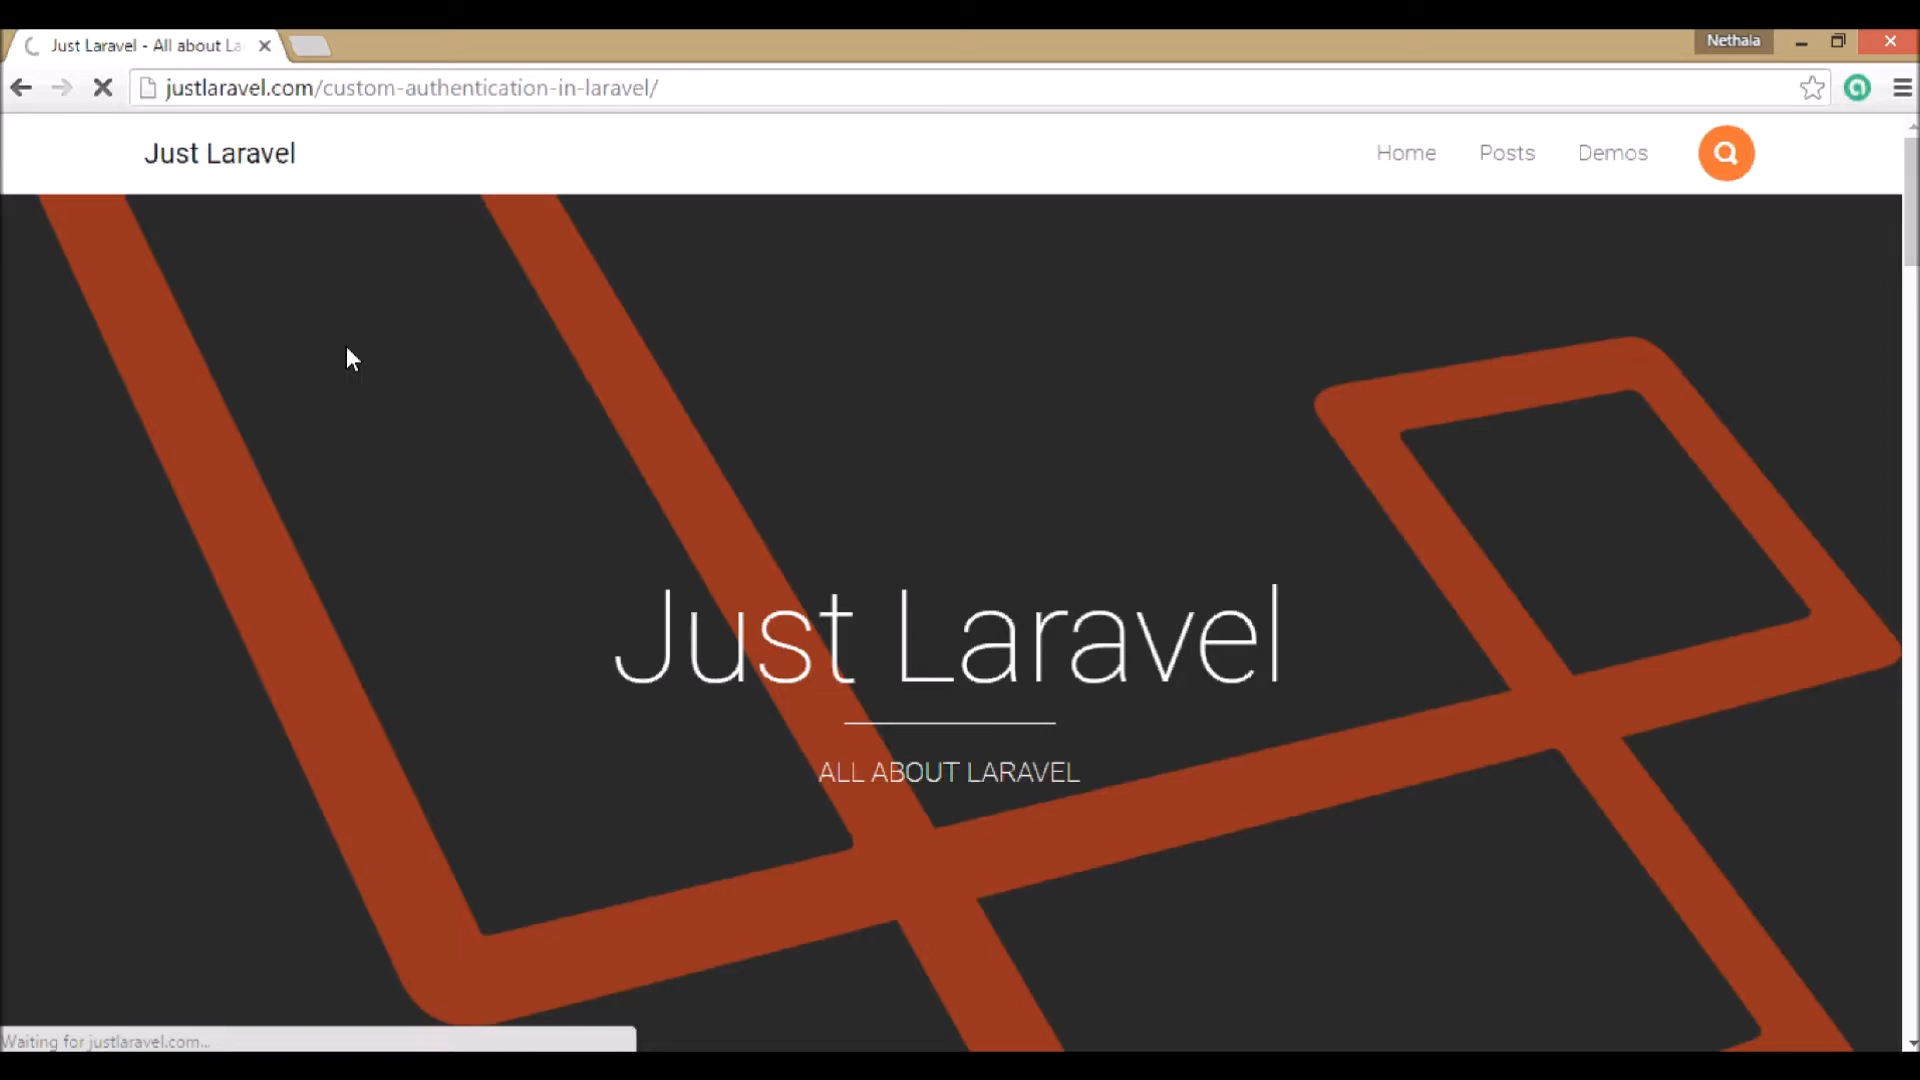 Just Laravel - All about La
Nethala
justlaravel.com/custom-authentication-in-laravel/
Just Laravel
Home
Posts
Demos
Just Laravel
ALL ABOUT LARAVEL
Waiting for justlaravel.com...